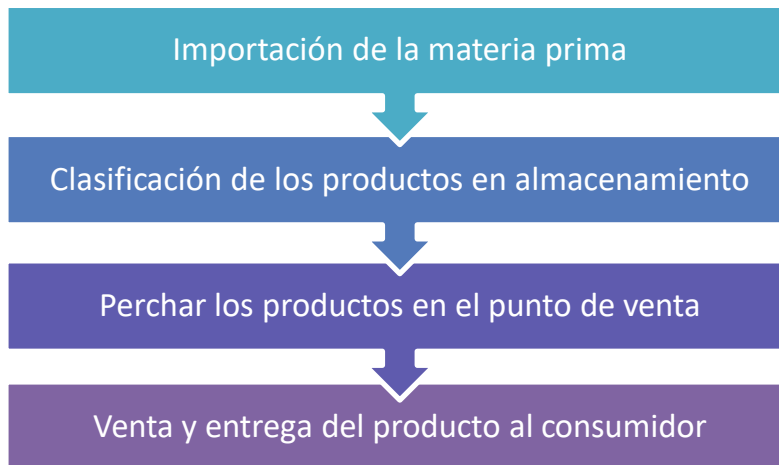 Importación de la materia prima
Clasificación de los productos en almacenamiento
Perchar los productos en el punto de venta
Venta y entrega del producto al consumidor